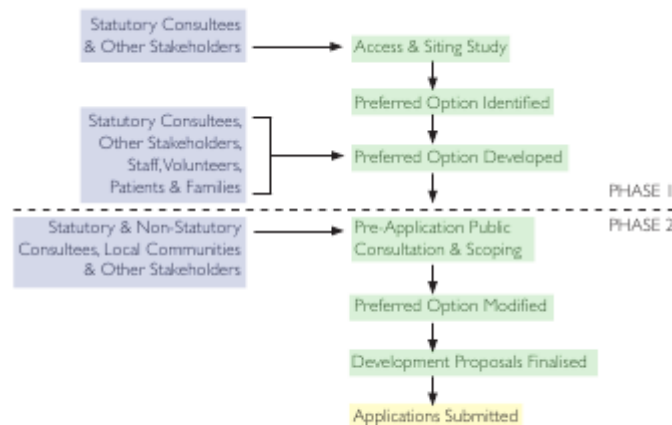 Statutory Consultees
& Other Stakeholders
Access & Siting Study
Preferred Option Identified
Statutory Consultees,
Other Stakeholders,
Staff, Volunteers,
Patients & Families
Preferred Option Developed
PHASE 1
PHASE 2
Statutory & Non-Statutory
Consultees, Local Communities
& Other Stakeholders
Pre-Application Public
Consultation & Scoping
Preferred Option Modified
Development Proposals Finalised
Applications Submitted